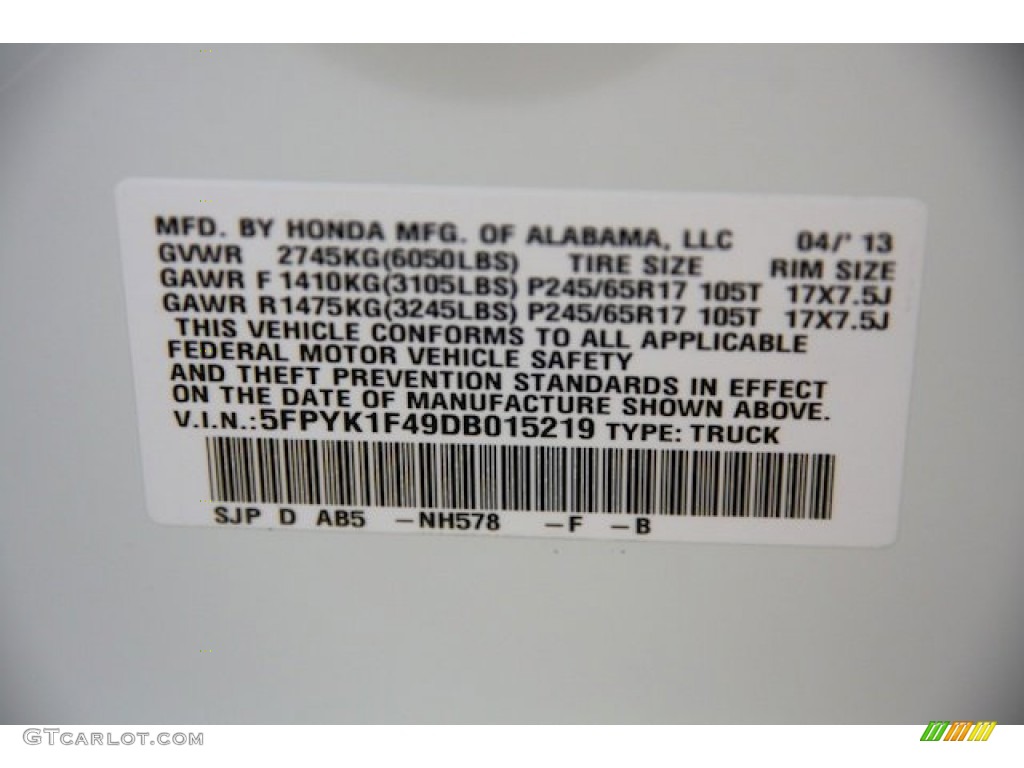 MFD. BY HONDA MFG. OF ALABAMA, LLC 04/' 13
GVWR 2745KG(6050LBS) TIRE SIZE RIM SIZE
GAWR F 1410KG(3105LBS) P245/65R17 105T 17X7.5J
GAWR R1475KG(3245LBS) P245/65R17 105T 17X7.5J
THIS VEHICLE CONFORMS TO ALL APPLICABLE
FEDERAL MOTOR VEHICLE SAFETY
AND THEFT PREVENTION STANDARDS IN EFFECT
ON THE DATE OF MANUFACTURE SHOWN ABOVE.
V.I.N.:5FPYK1F49DB015219 TYPE: TRUCK
SJP D AB5 –NH578 –F –B
GTCARLOT.COM